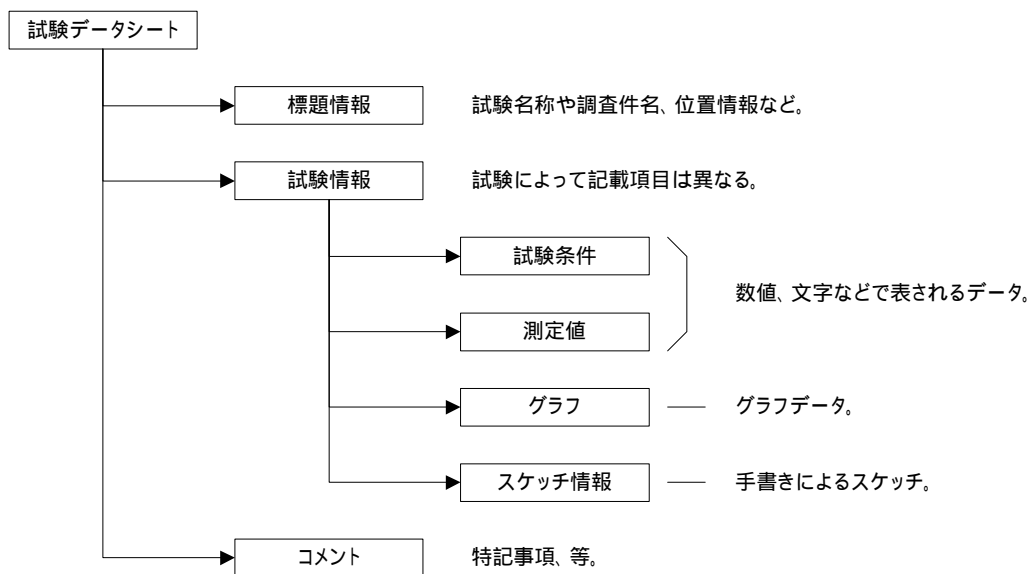 試験データシート
標題情報
試験名称や調査件名、位置情報など。
試験情報
試験によって記載項目は異なる。
試験条件
数値、文字などで表されるデータ。
測定値
グラフ
グラフデータ。
スケッチ情報
手書きによるスケッチ。
コメント
特記事項、等。